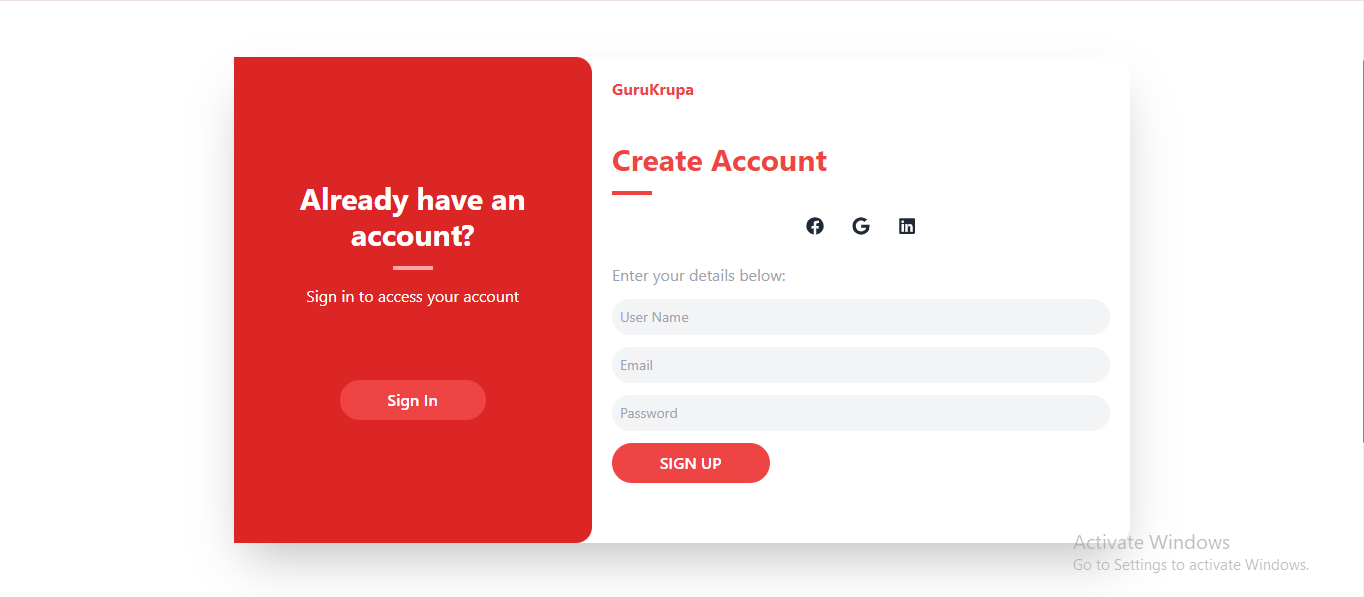 Already have an
account?
Sign in to access your account
Sign In
GuruKrupa
Create Account
Enter your details below:
User Name
Email
Password
SIGN UP
Activate Windows
Go to Settings to activate Windows.